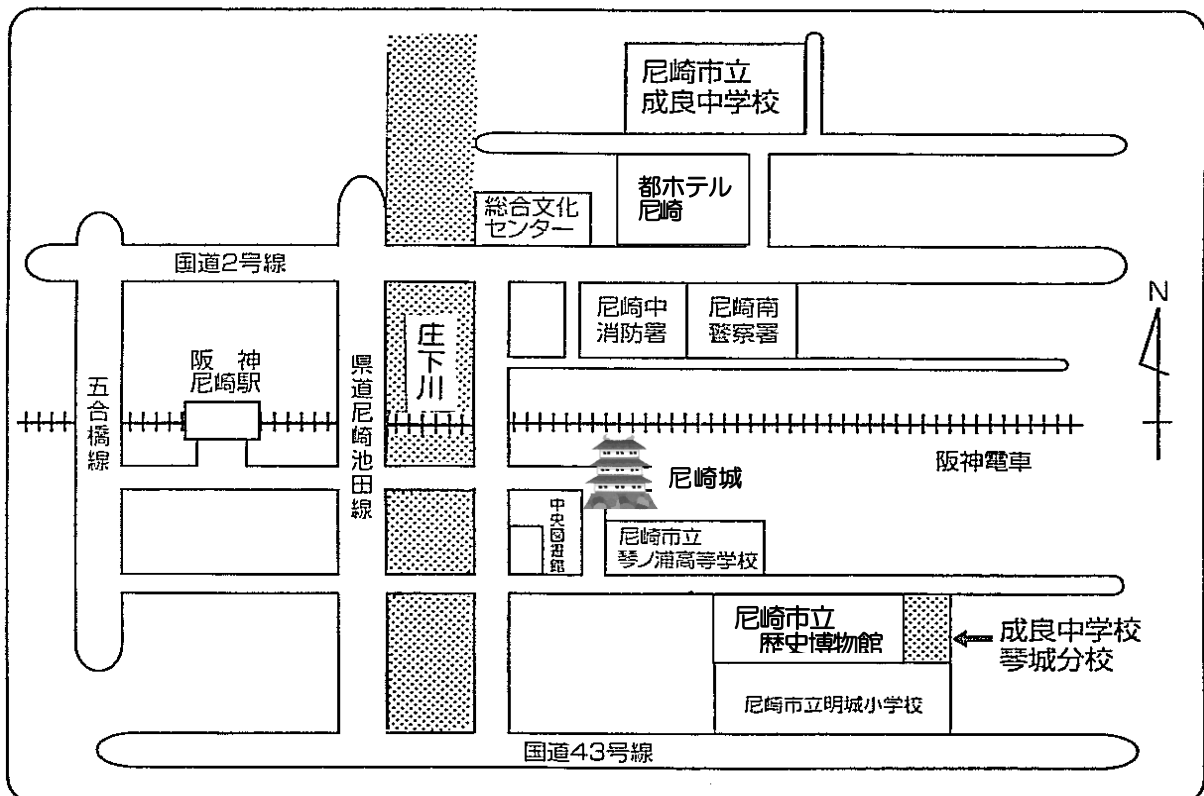 尼崎市立
成良中学校
都ホテル
尼崎
総合文化
センター
国道2号線
N
尼崎中
消防署
尼崎南
警察署
庄下川
阪神
尼崎駅
五合橋線
県道尼崎池田線
阪神電車
尼崎城
中央図書館
尼崎市立
琴ノ浦高等学校
尼崎市立
歴史博物館
成良中学校
琴城分校
尼崎市立明城小学校
国道43号線